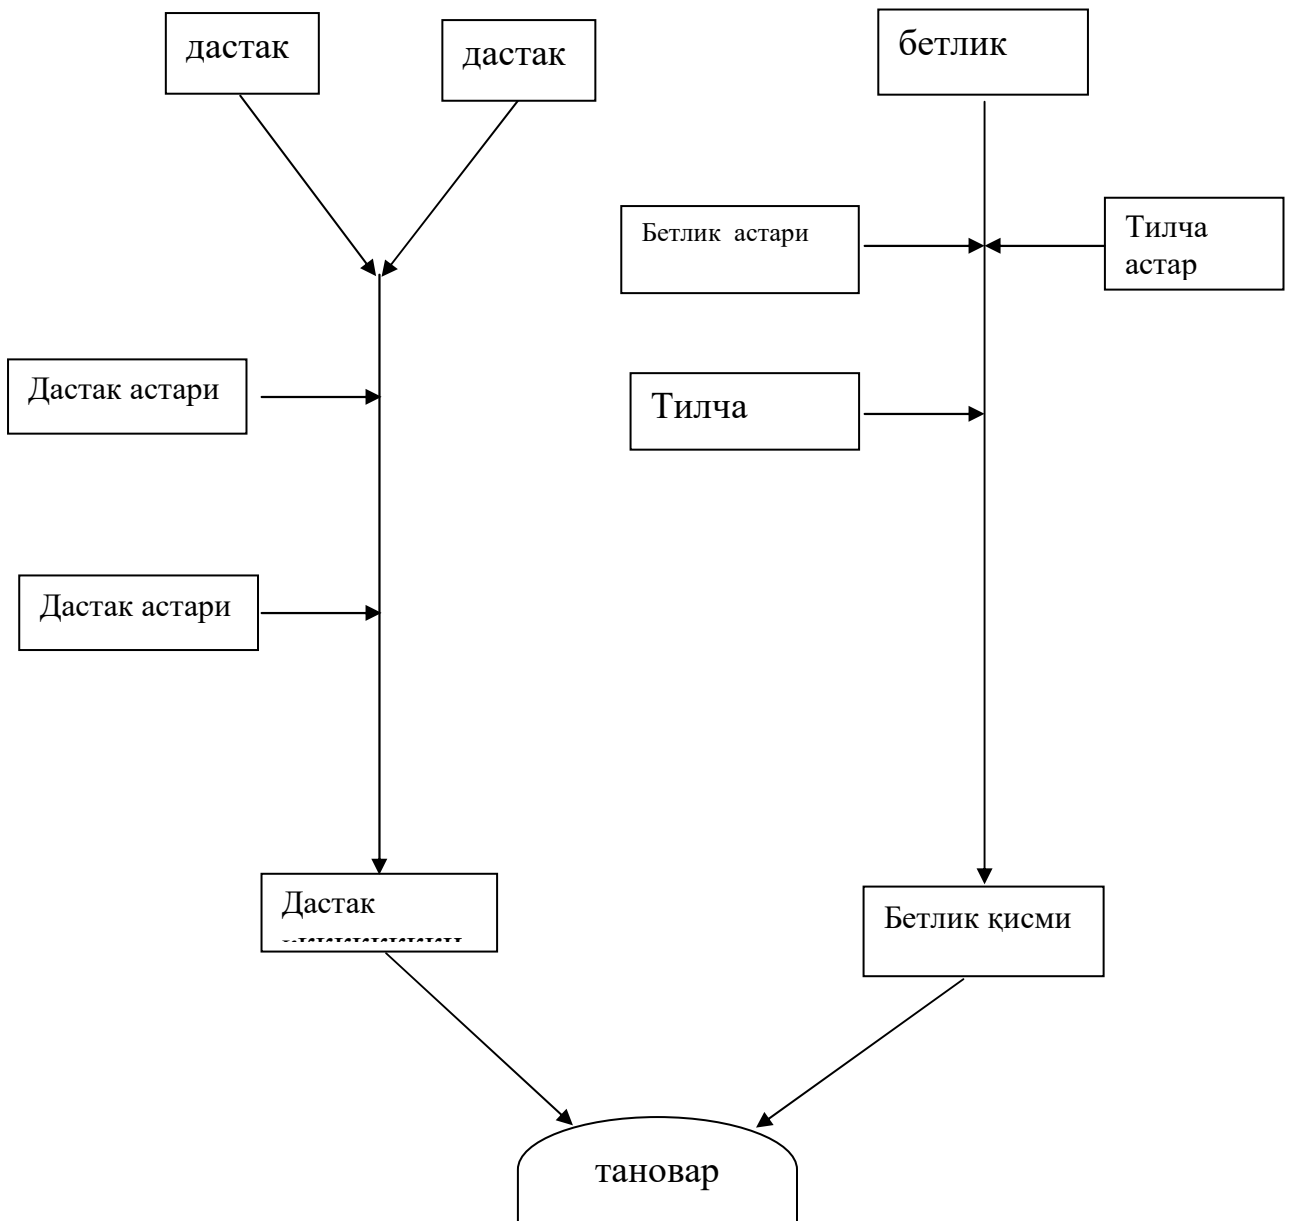 дастак
дастак
бетлик
Бетлик астари
Тилча
астар
Дастак астари
Тилча
Дастак астари
Дастак
Бетлик қисми
тановар